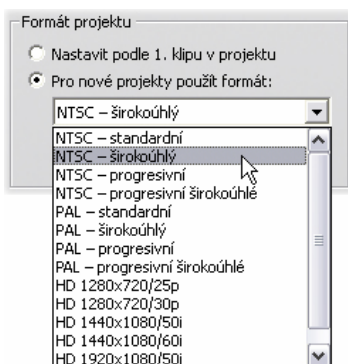 Formát projektu
Nastavit podle 1. klipu v projektu
Pro nové projekty použít formát:
NTSC – širokoúhlý
NTSC – standardní
NTSC – širokoúhlý
NTSC – progresivní
NTSC – progresivní širokoúhlé
PAL – standardní
PAL – širokoúhlý
PAL – progresivní
PAL – progresivní širokoúhlé
HD 1280x720/25p
HD 1280x720/30p
HD 1440x1080/50i
HD 1440x1080/60i
HD 1920x1080/50i